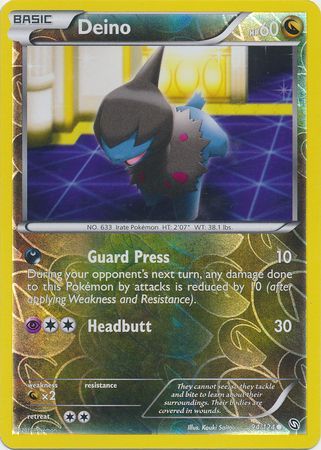 BASIC
Deino
HP60
NO. 633 Irate Pokémon HT: 2'07" WT: 38.1 lbs.
Guard Press 10
During your opponent's next turn, any damage done
to this Pokémon by attacks is reduced by 10 (after
applying Weakness and Resistance).
Headbutt 30
weakness
resistance
×2
retreat
They cannot see, so they tackle
and bite to learn about their
surroundings. Their bodies are
covered in wounds.
Illus. Kouki Saitou
94/124